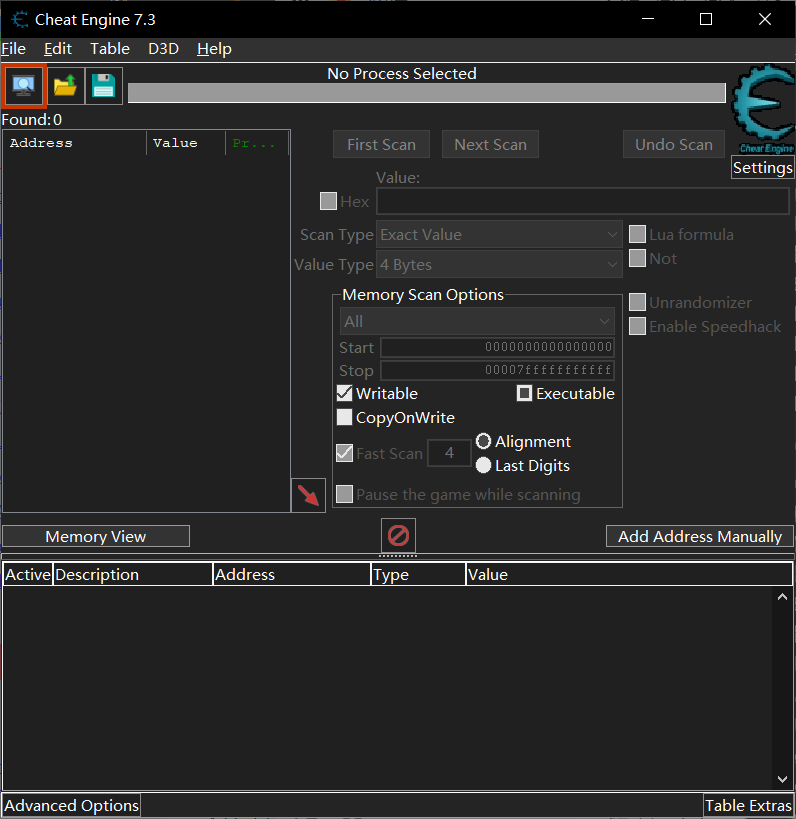 Cheat Engine 7.3
File Edit Table D3D Help
No Process Selected
Found: 0
Address Value Pr...
First Scan Next Scan Undo Scan
Cheat Engine
Settings
Value:
Hex
Scan Type Exact Value
Lua formula
Value Type 4 Bytes
Not
Memory Scan Options
All
Unrandomizer
Enable Speedhack
Start 0000000000000000
Stop 00007fffffffffff
Writable Executable
CopyOnWrite
Fast Scan 4
Alignment
Last Digits
Pause the game while scanning
Memory View Add Address Manually
Active Description Address Type Value
Advanced Options Table Extras